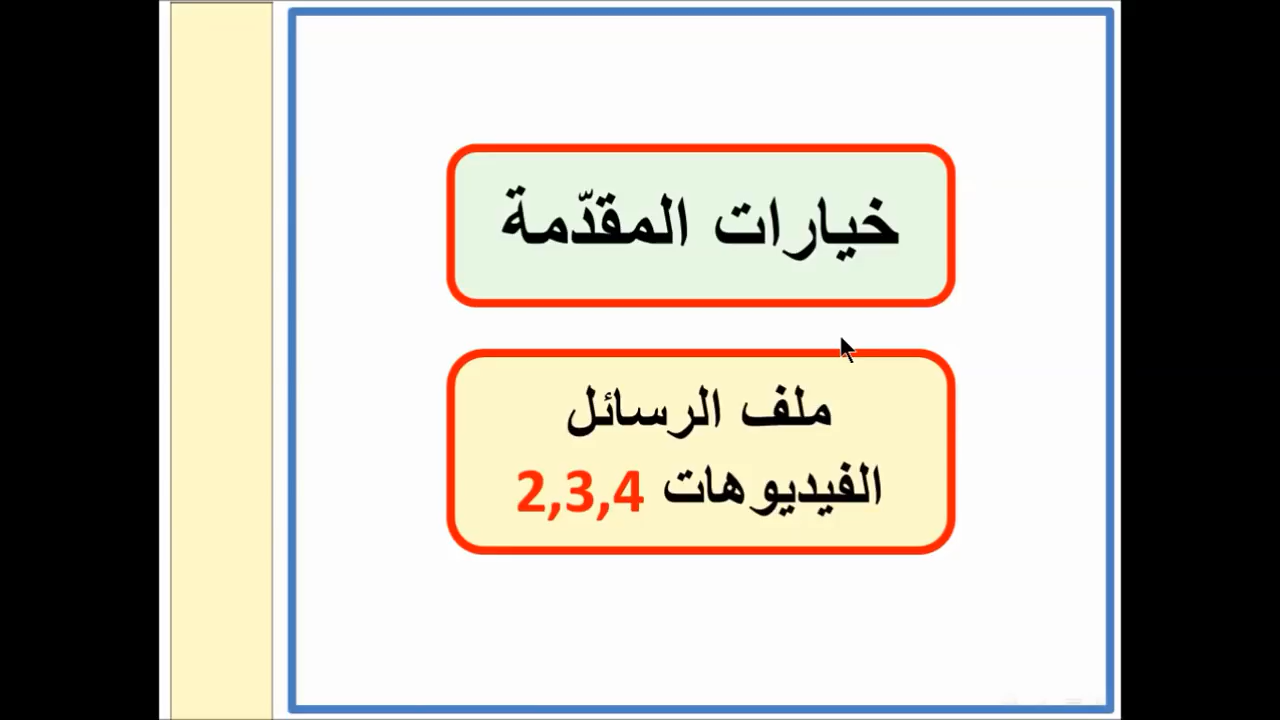 خيارات المقدّمة
ملف الرسائل
الفيديوهات 2,3,4